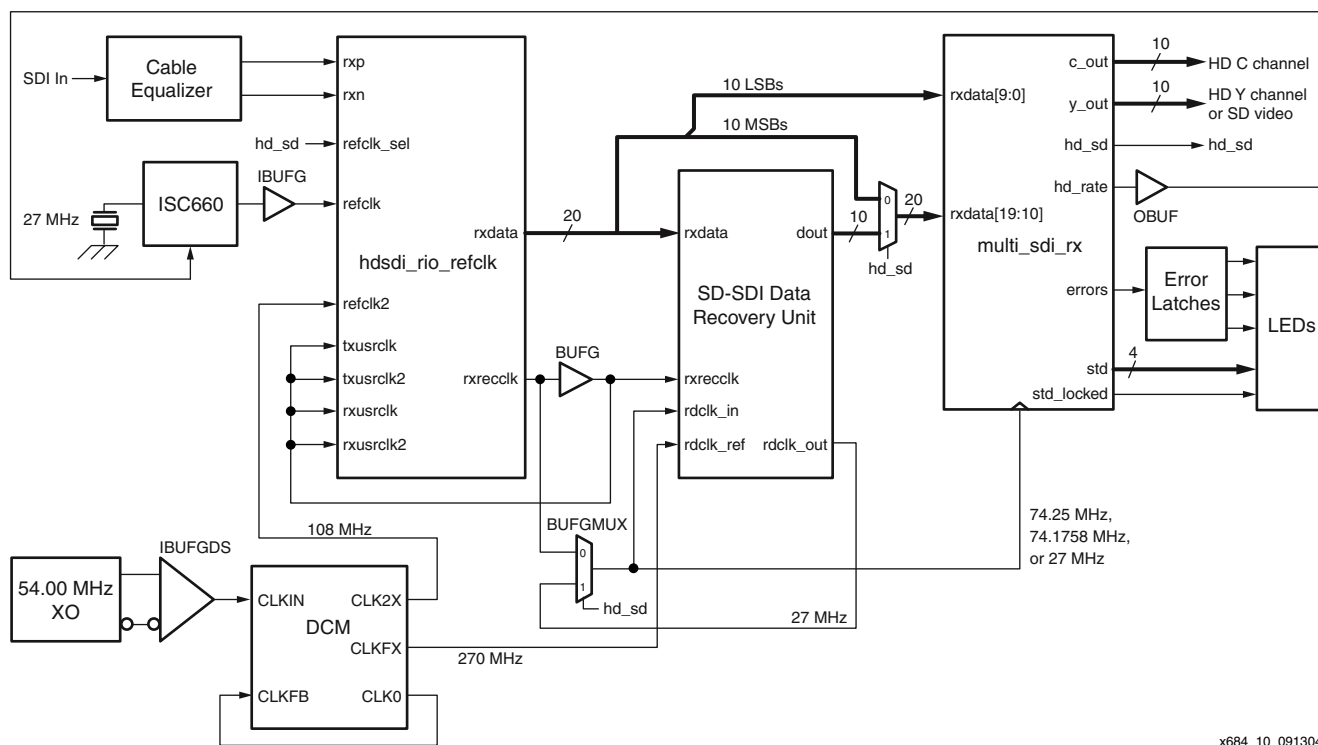 SDI In
Cable
Equalizer
rxp
rxn
hd_sd
refclk_sel
27 MHz
ISC660
IBUFG
refclk
rxdata
20
hdsdi_rio_refclk
refclk2
txusrclk
txusrclk2
rxusrclk
rxusrclk2
rxrecclk
BUFG
10 LSBs
10 MSBs
rxdata
dout
10
SD-SDI Data
Recovery Unit
rxrecclk
rdclk_in
rdclk_ref
rdclk_out
0
1
20
hd_sd
rxdata[9:0]
rxdata[19:10]
multi_sdi_rx
c_out
10
HD C channel
y_out
10
HD Y channel
or SD video
hd_sd
hd_sd
hd_rate
OBUF
errors
Error
Latches
LEDs
std
4
std_locked
108 MHz
BUFGMUX
0
1
hd_sd
27 MHz
74.25 MHz,
74.1758 MHz,
or 27 MHz
54.00 MHz
XO
IBUFGDS
CLKIN
CLK2X
DCM
CLKFX
270 MHz
CLKFB
CLK0
x684_10_091304